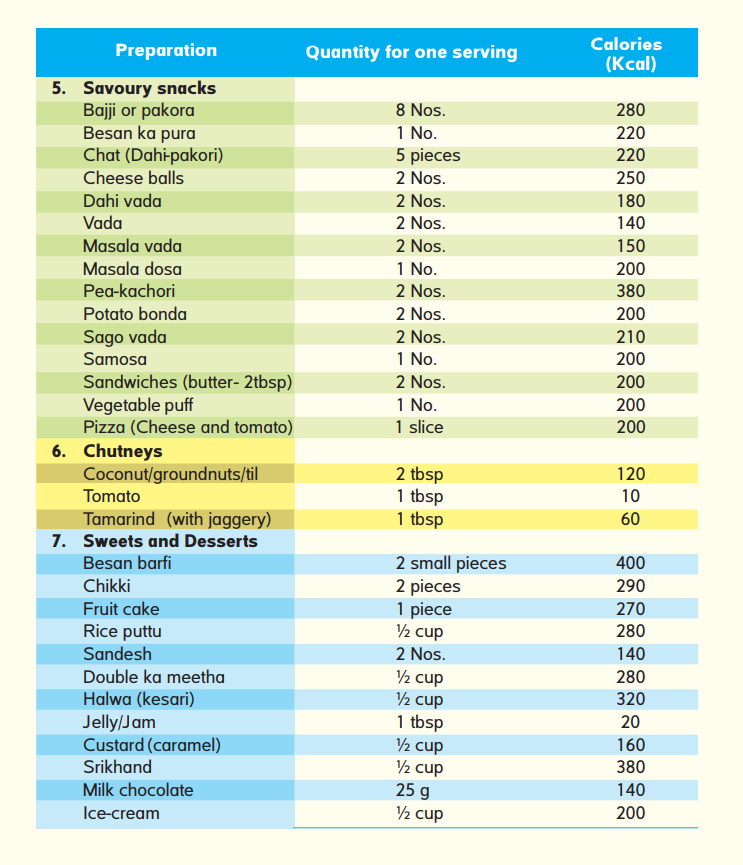 Preparation Quantity for one serving Calories (Kcal)
5. Savoury snacks
Bajji or pakora 8 Nos. 280
Besan ka pura 1 No. 220
Chat (Dahi-pakori) 5 pieces 220
Cheese balls 2 Nos. 250
Dahi vada 2 Nos. 180
Vada 2 Nos. 140
Masala vada 2 Nos. 150
Masala dosa 1 No. 200
Pea-kachori 2 Nos. 380
Potato bonda 2 Nos. 200
Sago vada 2 Nos. 210
Samosa 1 No. 200
Sandwiches (butter- 2tbsp) 2 Nos. 200
Vegetable puff 1 No. 200
Pizza (Cheese and tomato) 1 slice 200
6. Chutneys
Coconut/groundnuts/til 2 tbsp 120
Tomato 1 tbsp 10
Tamarind (with jaggery) 1 tbsp 60
7. Sweets and Desserts
Besan barfi 2 small pieces 400
Chikki 2 pieces 290
Fruit cake 1 piece 270
Rice puttu ½ cup 280
Sandesh 2 Nos. 140
Double ka meetha ½ cup 280
Halwa (kesari) ½ cup 320
Jelly/Jam 1 tbsp 20
Custard (caramel) ½ cup 160
Srikhand ½ cup 380
Milk chocolate 25 g 140
Ice-cream ½ cup 200